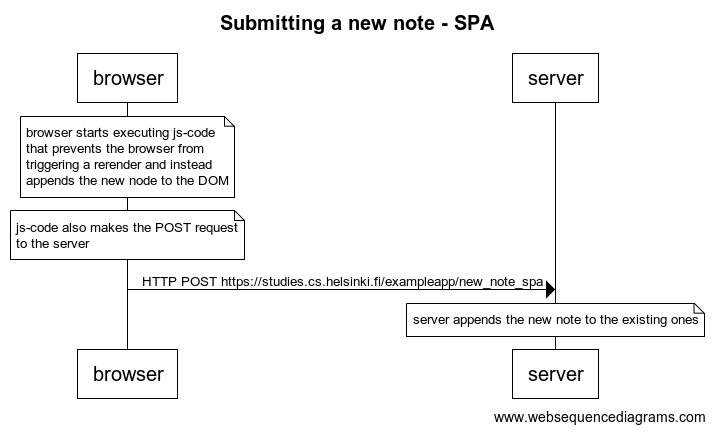 Submitting a new note - SPA
browser
server
browser starts executing js-code
that prevents the browser from
triggering a rerender and instead
appends the new node to the DOM
js-code also makes the POST request
to the server
HTTP POST https://studies.cs.helsinki.fi/exampleapp/new_note_spa
server appends the new note to the existing ones
browser
server
www.websequencediagrams.com